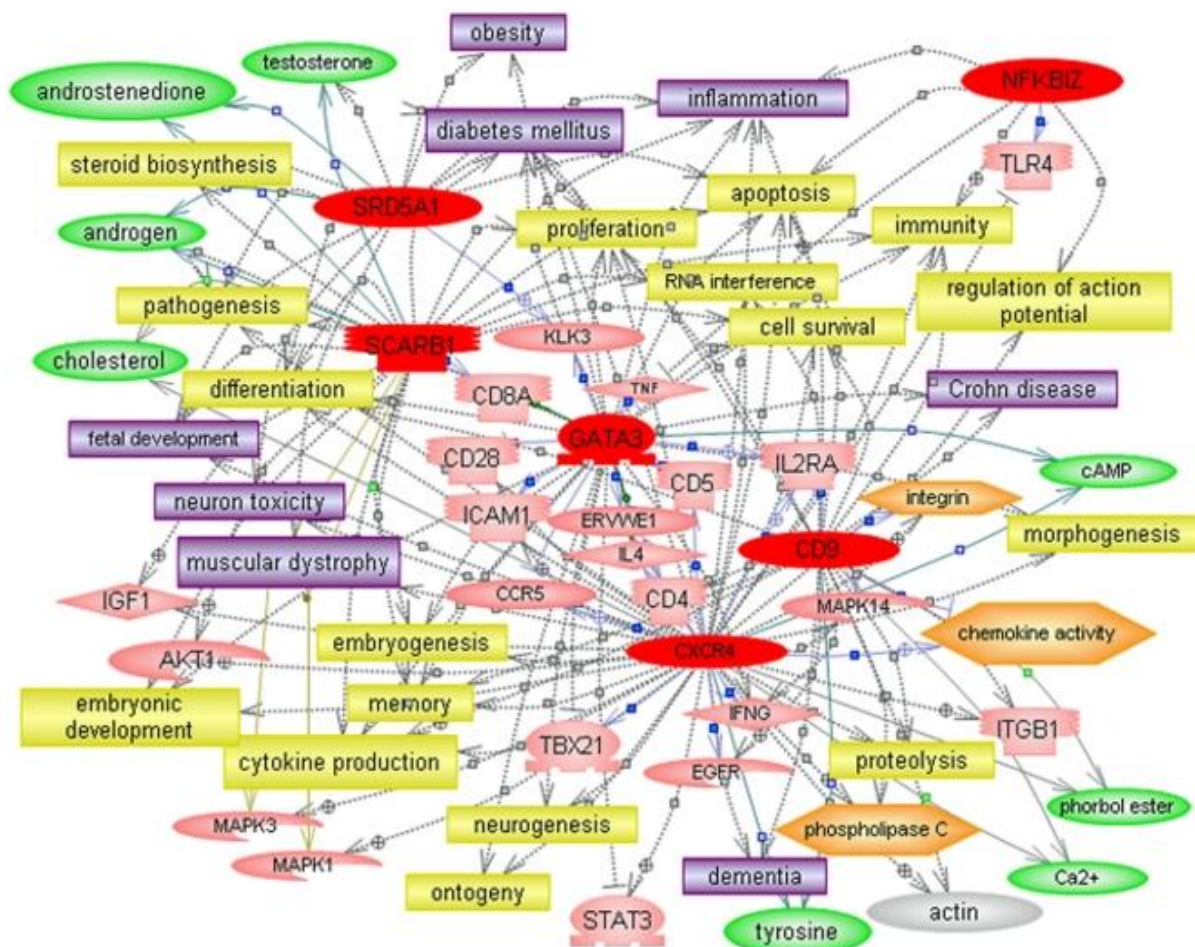 obesity
testosterone
androstenedione
inflammation
NFKBIZ
diabetes mellitus
steroid biosynthesis
TLR4
SRD5A1
apoptosis
androgen
proliferation
immunity
RNA interference
pathogenesis
regulation of action
potential
cell survival
KLK3
SCARB1
cholesterol
differentiation
CD8A
TNF
Crohn disease
fetal development
GATA3
CD28
IL2RA
cAMP
CD5
neuron toxicity
integrin
ICAM1
ERVWE1
morphogenesis
CD9
IL4
muscular dystrophy
CCR5
CD4
MAPK14
IGF1
chemokine activity
embryogenesis
CXCR4
AKT1
embryonic
development
memory
IFNG
ITGB1
TBX21
cytokine production
proteolysis
EGFR
phorbol ester
MAPK3
neurogenesis
phospholipase C
MAPK1
dementia
Ca2+
ontogeny
STAT3
actin
tyrosine